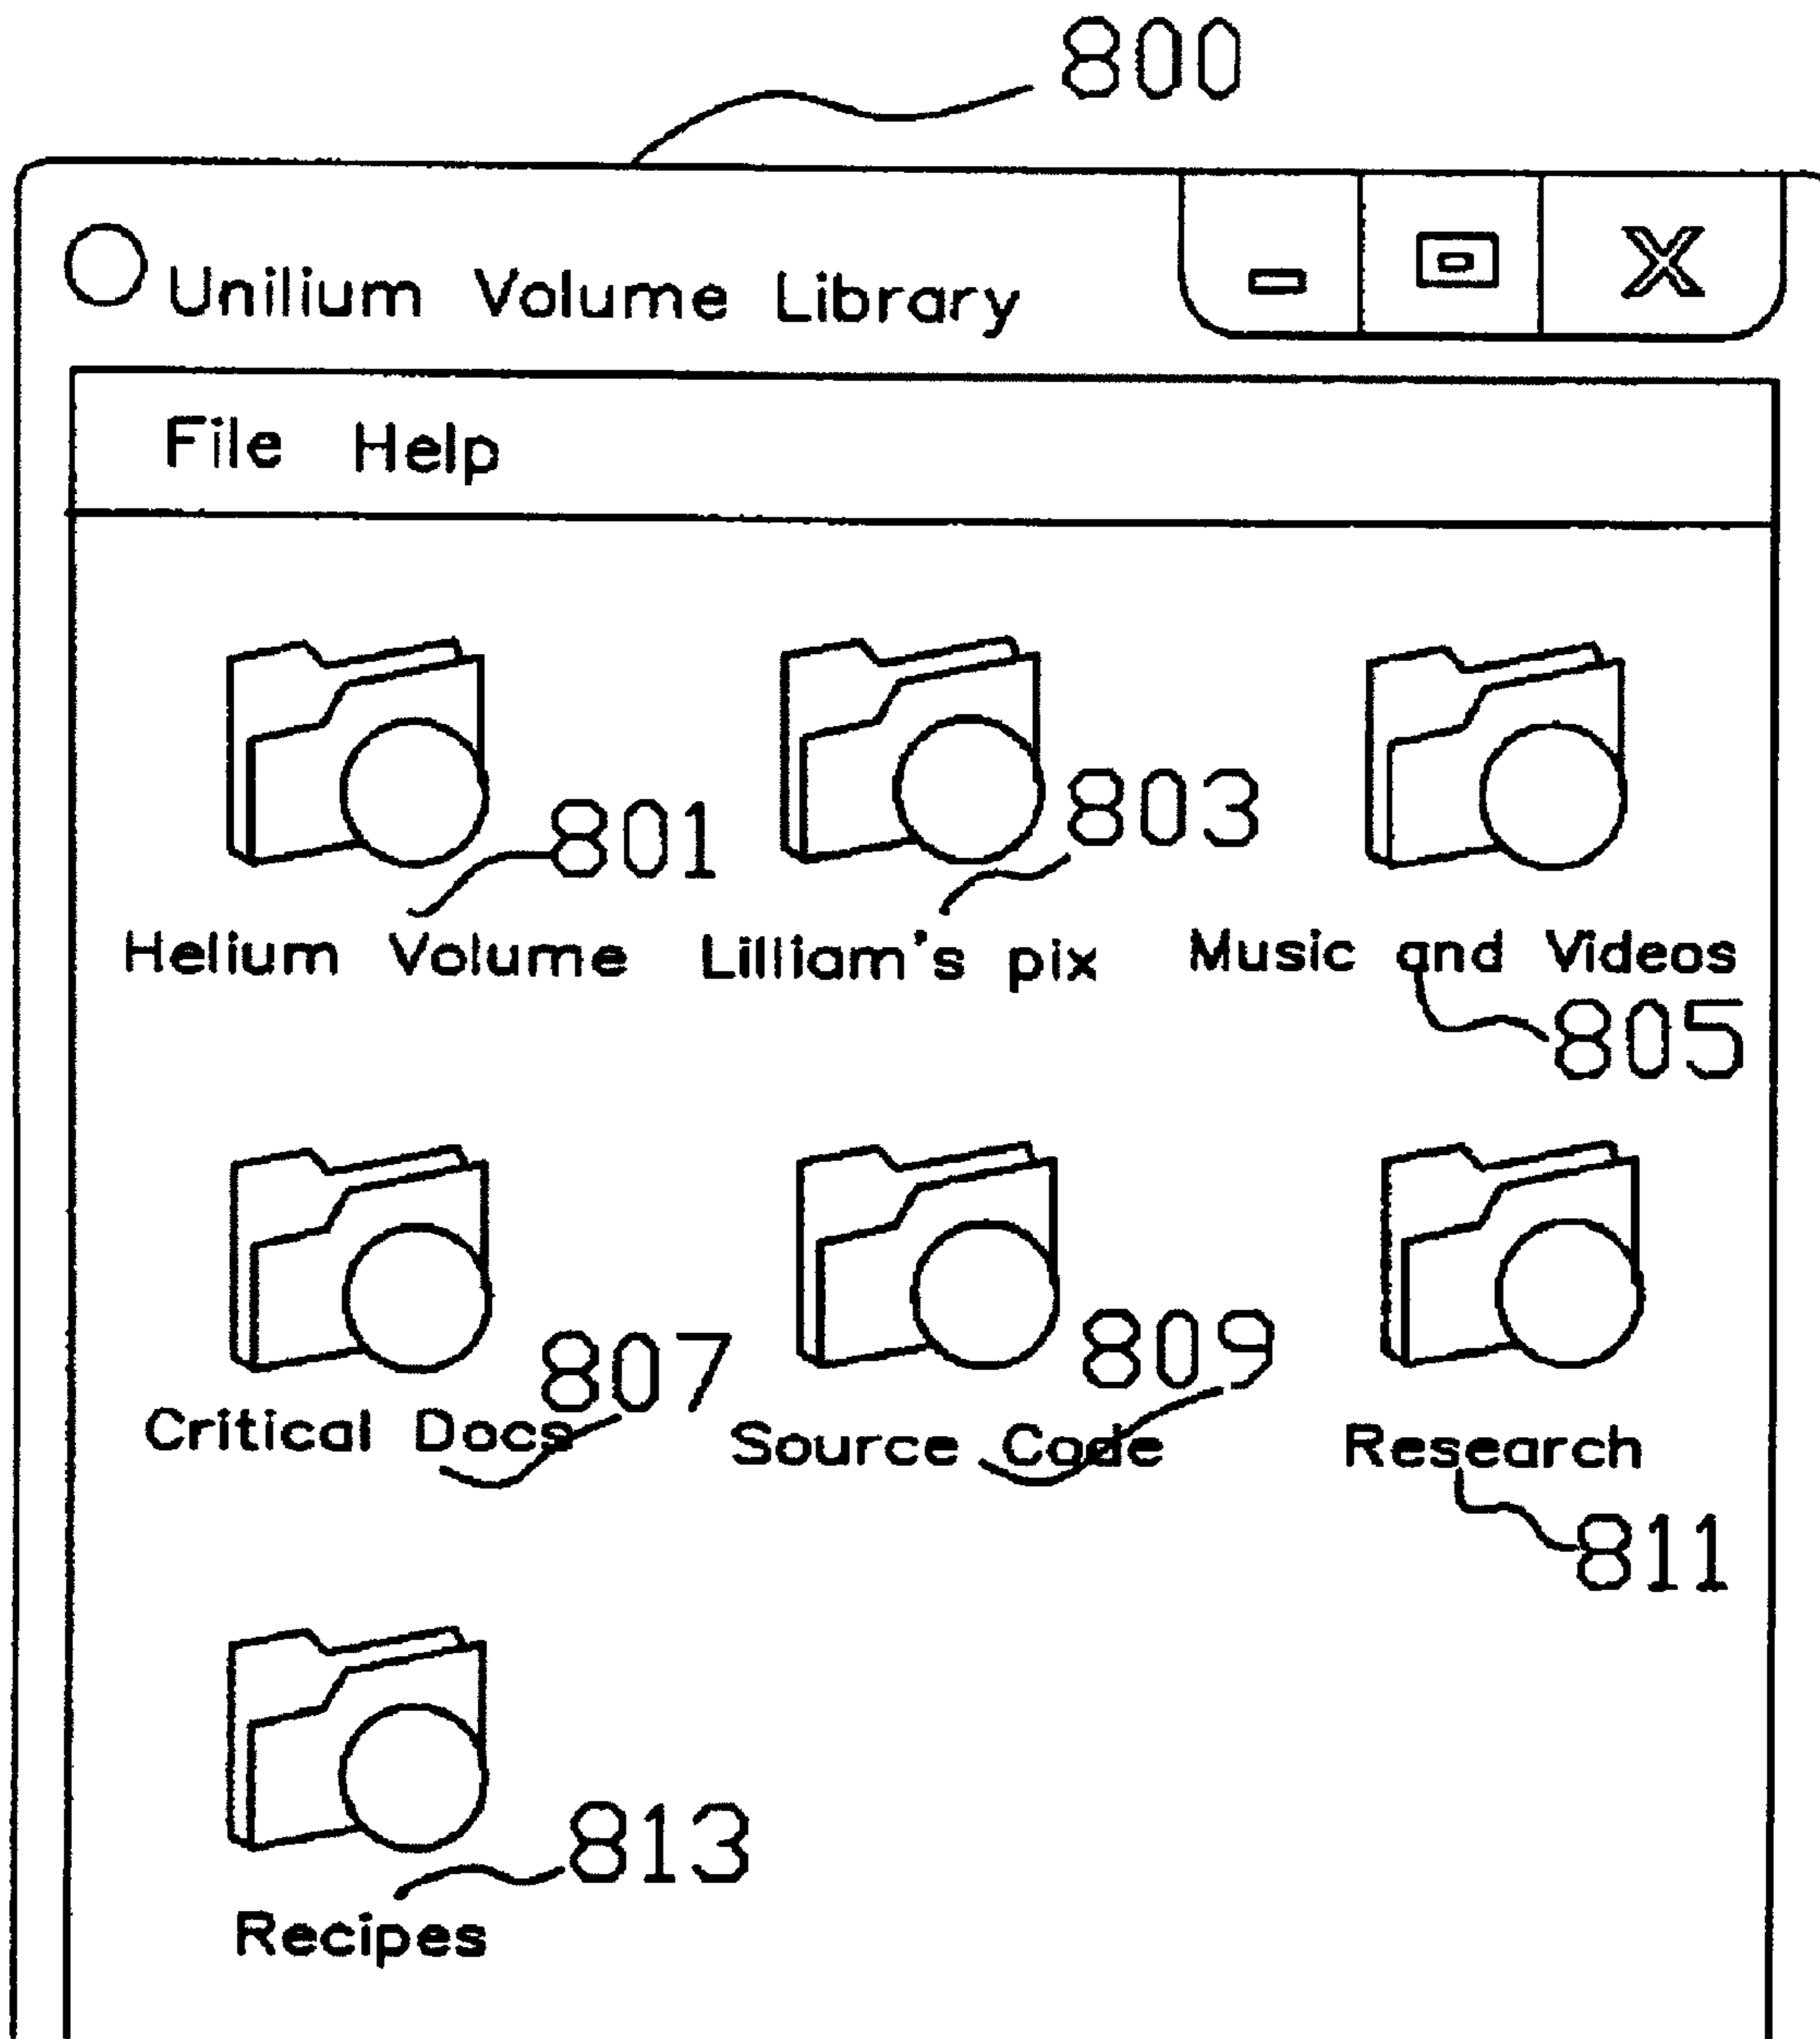 800
Unilium Volume Library X
File Help
801 803
Helium Volume Lilliam's pix Music and Videos
805
807 809
Critical Docs Source Code Research
811
813
Recipes